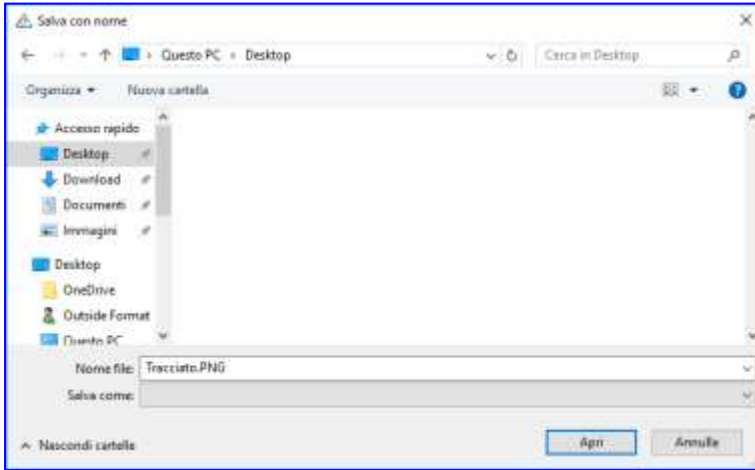 Salva con nome
Questo PC › Desktop
Cerca in Desktop
Organizza
Nuova cartella
Accesso rapido
Desktop
Download
Documenti
Immagini
Desktop
OneDrive
Outside Format
Questo PC
Nome file: Tracciato.PNG
Salva come:
Nascondi cartelle
Apri
Annulla